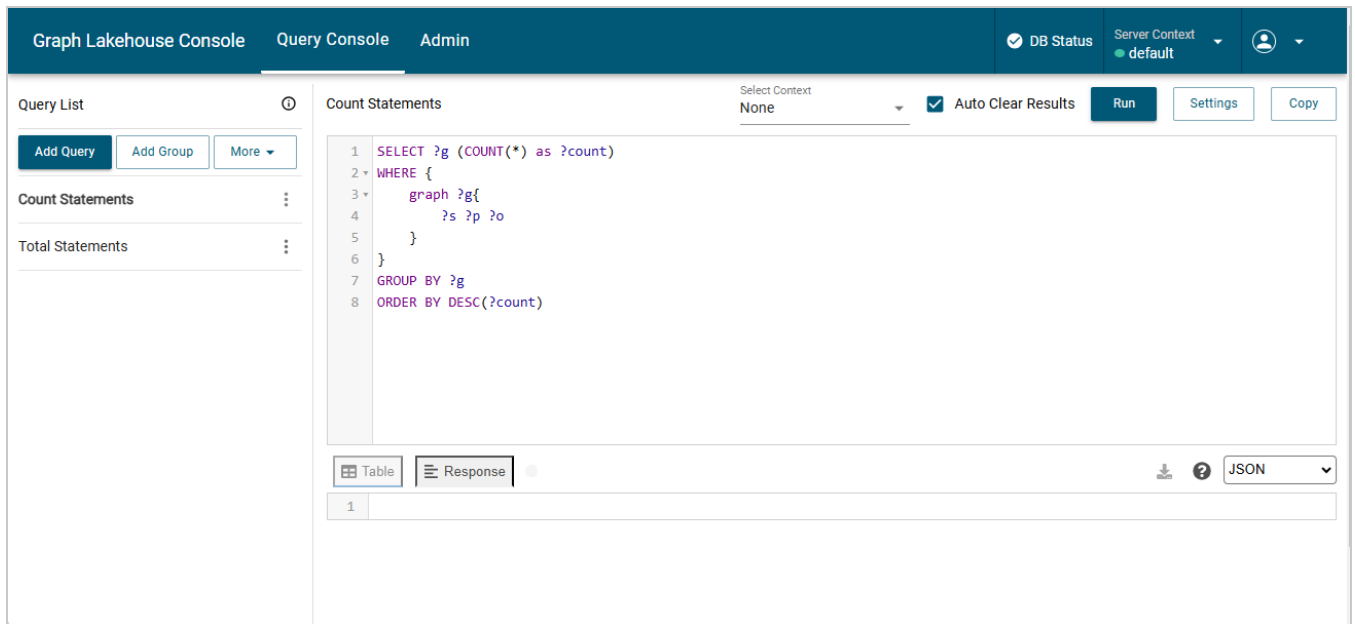 Graph Lakehouse Console Query Console Admin DB Status Server Context default
Query List
Add Query Add Group More
Count Statements
Total Statements
Count Statements Select Context None Auto Clear Results Run Settings Copy
1 SELECT ?g (COUNT(*) as ?count)
2 WHERE {
3 graph ?g{
4 ?s ?p ?o
5 }
6 }
7 GROUP BY ?g
8 ORDER BY DESC(?count)
Table Response JSON
1